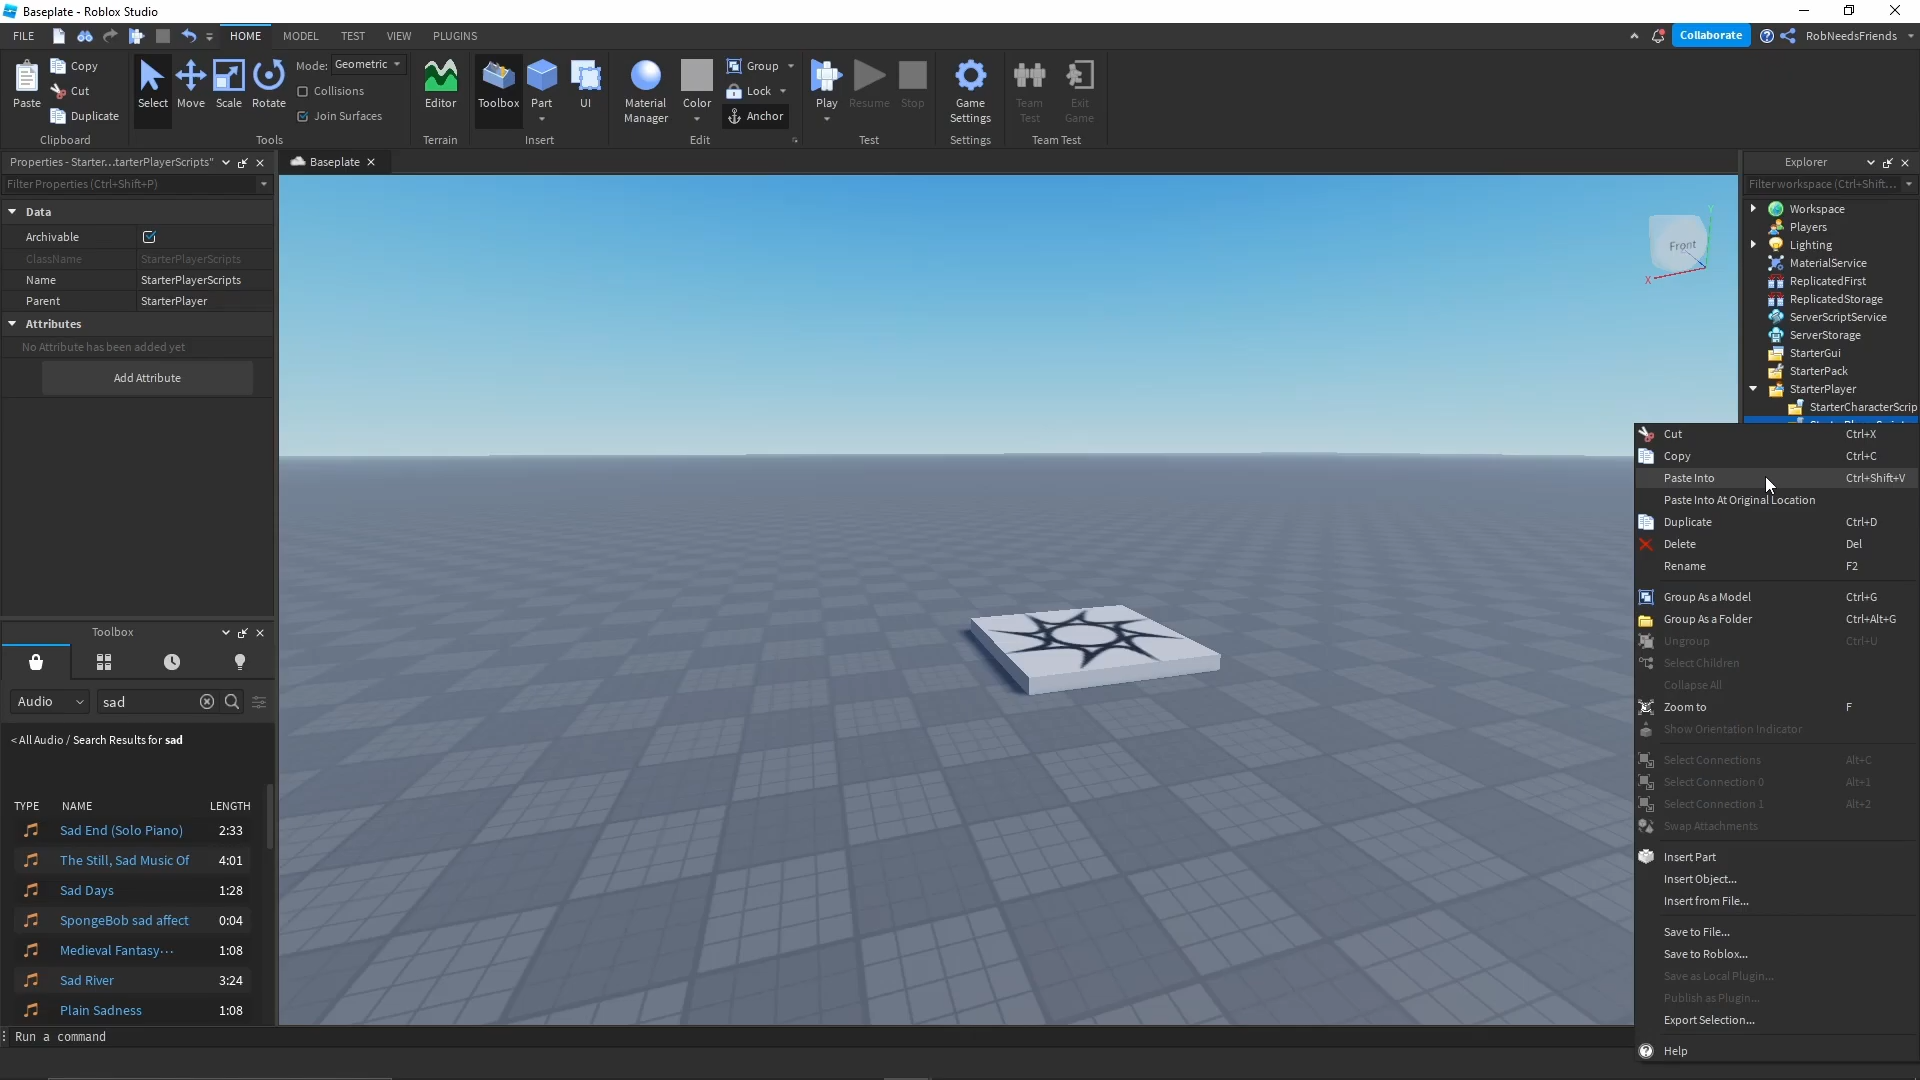 Baseplate - Roblox Studio
FILE
HOME
MODEL
TEST
VIEW
PLUGINS
Collaborate
RobNeedsFriends
Paste
Copy
Cut
Duplicate
Clipboard
Select
Move
Scale
Rotate
Mode: Geometric
Collisions
Join Surfaces
Tools
Editor
Terrain
Toolbox
Part
UI
Insert
Material Manager
Color
Group
Lock
Anchor
Edit
Play
Resume
Stop
Test
Game Settings
Settings
Team Test
Exit Game
Team Test
Properties - Starter...tarterPlayerScripts"
Filter Properties (Ctrl+Shift+P)
Data
Archivable
ClassName StarterPlayerScripts
Name StarterPlayerScripts
Parent StarterPlayer
Attributes
No Attribute has been added yet
Add Attribute
Toolbox
Audio
sad
< All Audio / Search Results for sad
TYPE NAME LENGTH
Sad End (Solo Piano) 2:33
The Still, Sad Music Of 4:01
Sad Days 1:28
SpongeBob sad affect 0:04
Medieval Fantasy... 1:08
Sad River 3:24
Plain Sadness 1:08
Run a command
Baseplate
Front
X
Y
Explorer
Filter workspace (Ctrl+Shift...
Workspace
Players
Lighting
MaterialService
ReplicatedFirst
ReplicatedStorage
ServerScriptService
ServerStorage
StarterGui
StarterPack
StarterPlayer
StarterCharacterScrip
Cut Ctrl+X
Copy Ctrl+C
Paste Into Ctrl+Shift+V
Paste Into At Original Location
Duplicate Ctrl+D
Delete Del
Rename F2
Group As a Model Ctrl+G
Group As a Folder Ctrl+Alt+G
Ungroup Ctrl+U
Select Children
Collapse All
Zoom to F
Show Orientation Indicator
Select Connections Alt+C
Select Connection 0 Alt+1
Select Connection 1 Alt+2
Swap Attachments
Insert Part
Insert Object...
Insert from File...
Save to File...
Save to Roblox...
Save as Local Plugin...
Publish as Plugin...
Export Selection...
Help